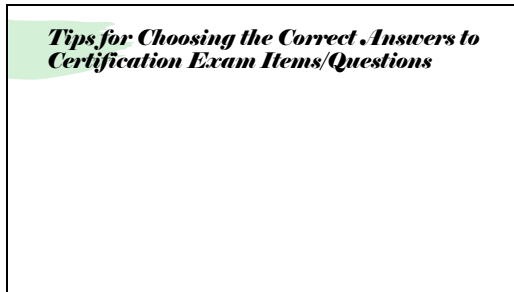 Tips for Choosing the Correct Answers to
Certification Exam Items/Questions